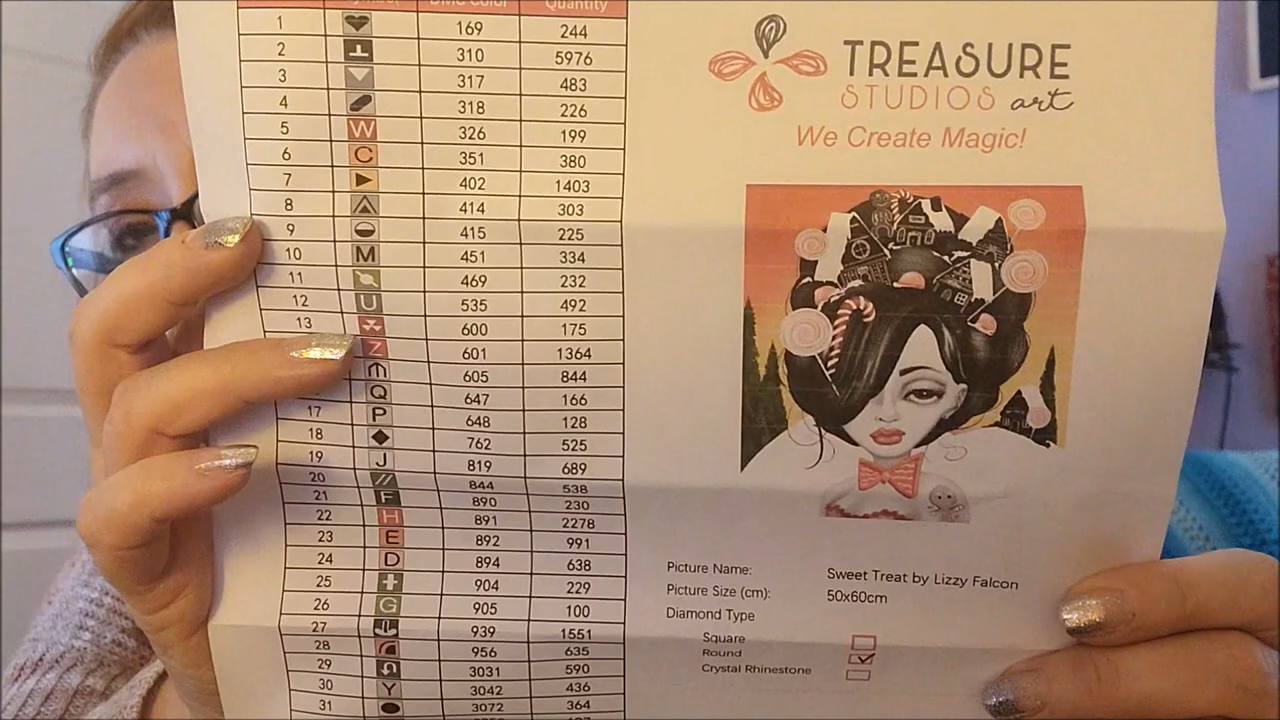 DMC Color Quantity
1 169 244
2 310 5976
3 317 483
4 318 226
5 W 326 199
6 C 351 380
7 402 1403
8 414 303
9 415 225
10 M 451 334
11 469 232
12 U 535 492
13 600 175
Z 601 1364
605 844
Q 647 166
17 P 648 128
18 762 525
19 J 819 689
20 // 844 538
21 F 890 230
22 H 891 2278
23 E 892 991
24 D 894 638
25 904 229
26 G 905 100
27 939 1551
28 956 635
29 3031 590
30 Y 3042 436
31 3072 364
TREASURE
STUDIOS art
We Create Magic!
Picture Name: Sweet Treat by Lizzy Falcon
Picture Size (cm): 50x60cm
Diamond Type
Square
Round
Crystal Rhinestone